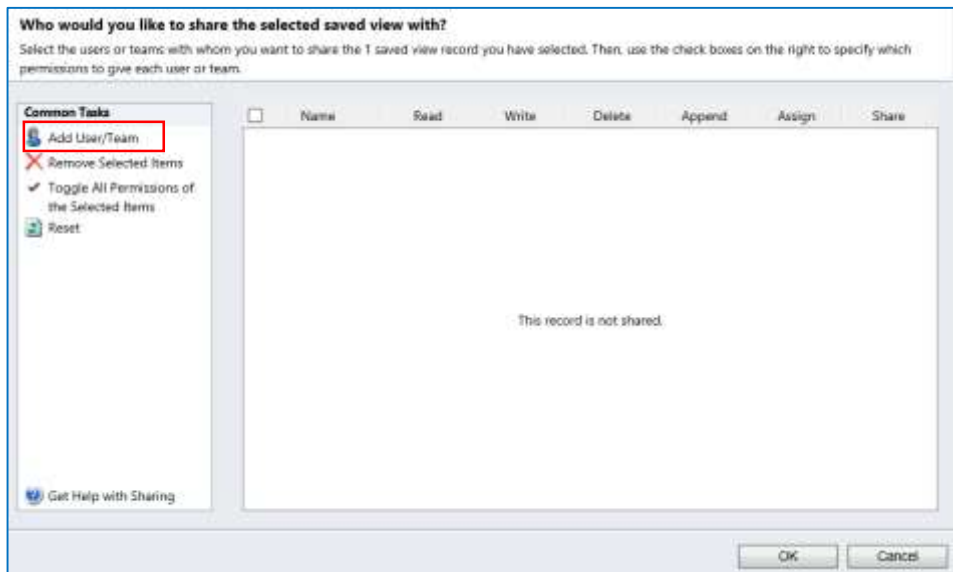 Who would you like to share the selected saved view with?
Select the users or teams with whom you want to share the 1 saved view record you have selected. Then, use the check boxes on the right to specify which
permissions to give each user or team.
Common Tasks
Name Read Write Delete Append Assign Share
Add User/Team
Remove Selected Items
Toggle All Permissions of
the Selected Items
Reset
This record is not shared.
Get Help with Sharing
OK Cancel